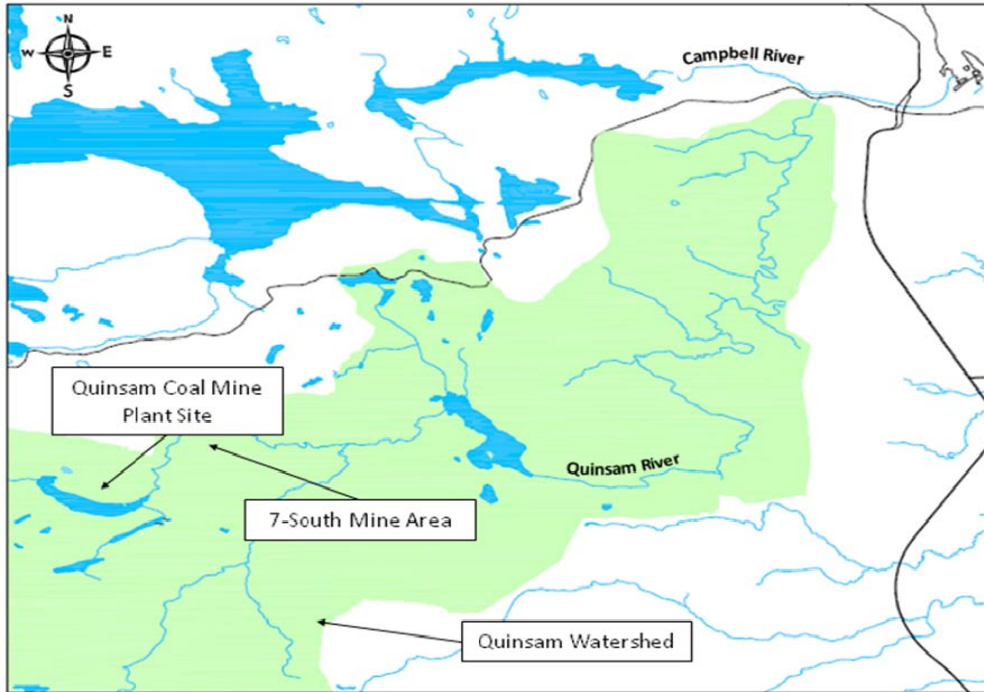 N
W E
S
Campbell River
Quinsam Coal Mine
Plant Site
Quinsam River
7-South Mine Area
Quinsam Watershed